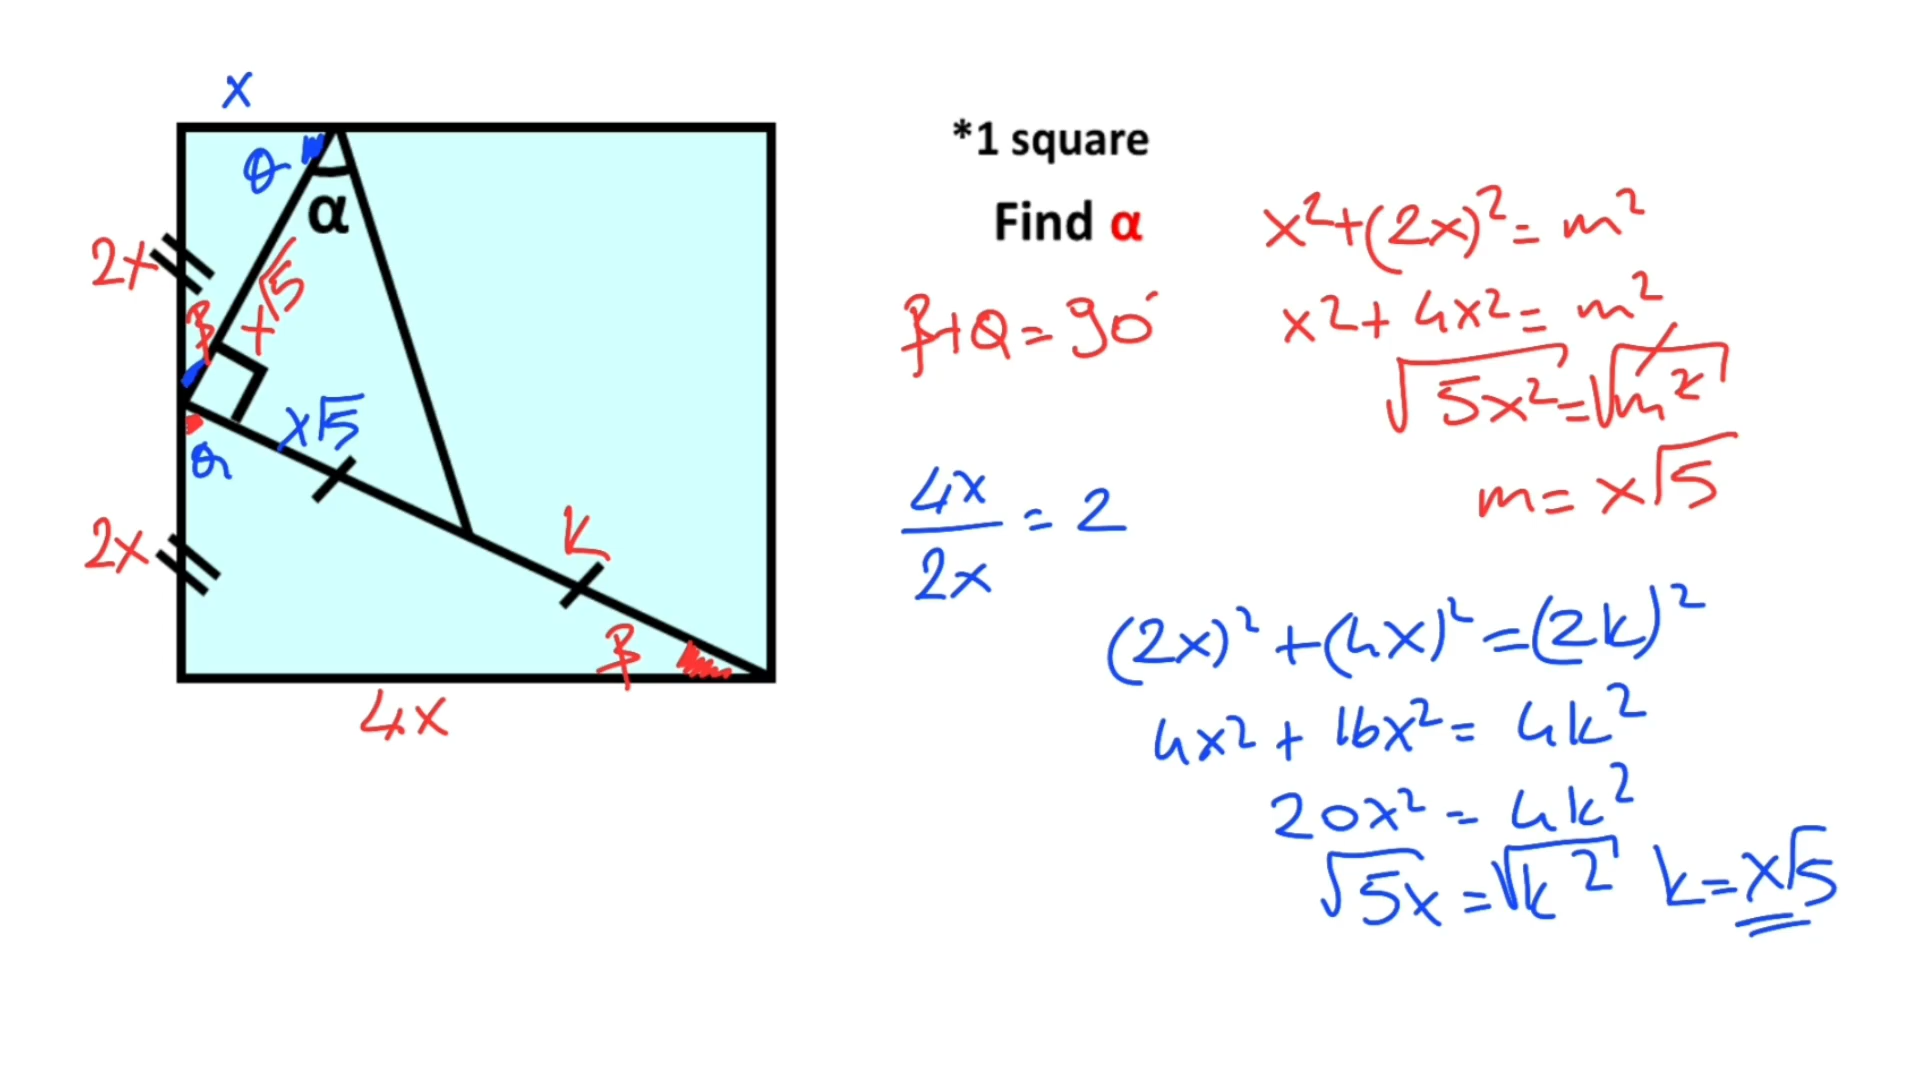 x
θ
α
2x
β
x√5
x√5
θ
2x
K
β
4x
*1 square
Find α
β+θ=90°
4x/2x = 2
x²+(2x)²=m²
x²+4x²=m²
√5x²=√m²
m=x√5
(2x)²+(4x)²=(2k)²
4x²+16x²=4k²
20x²=4k²
√5x=√k² k=x√5